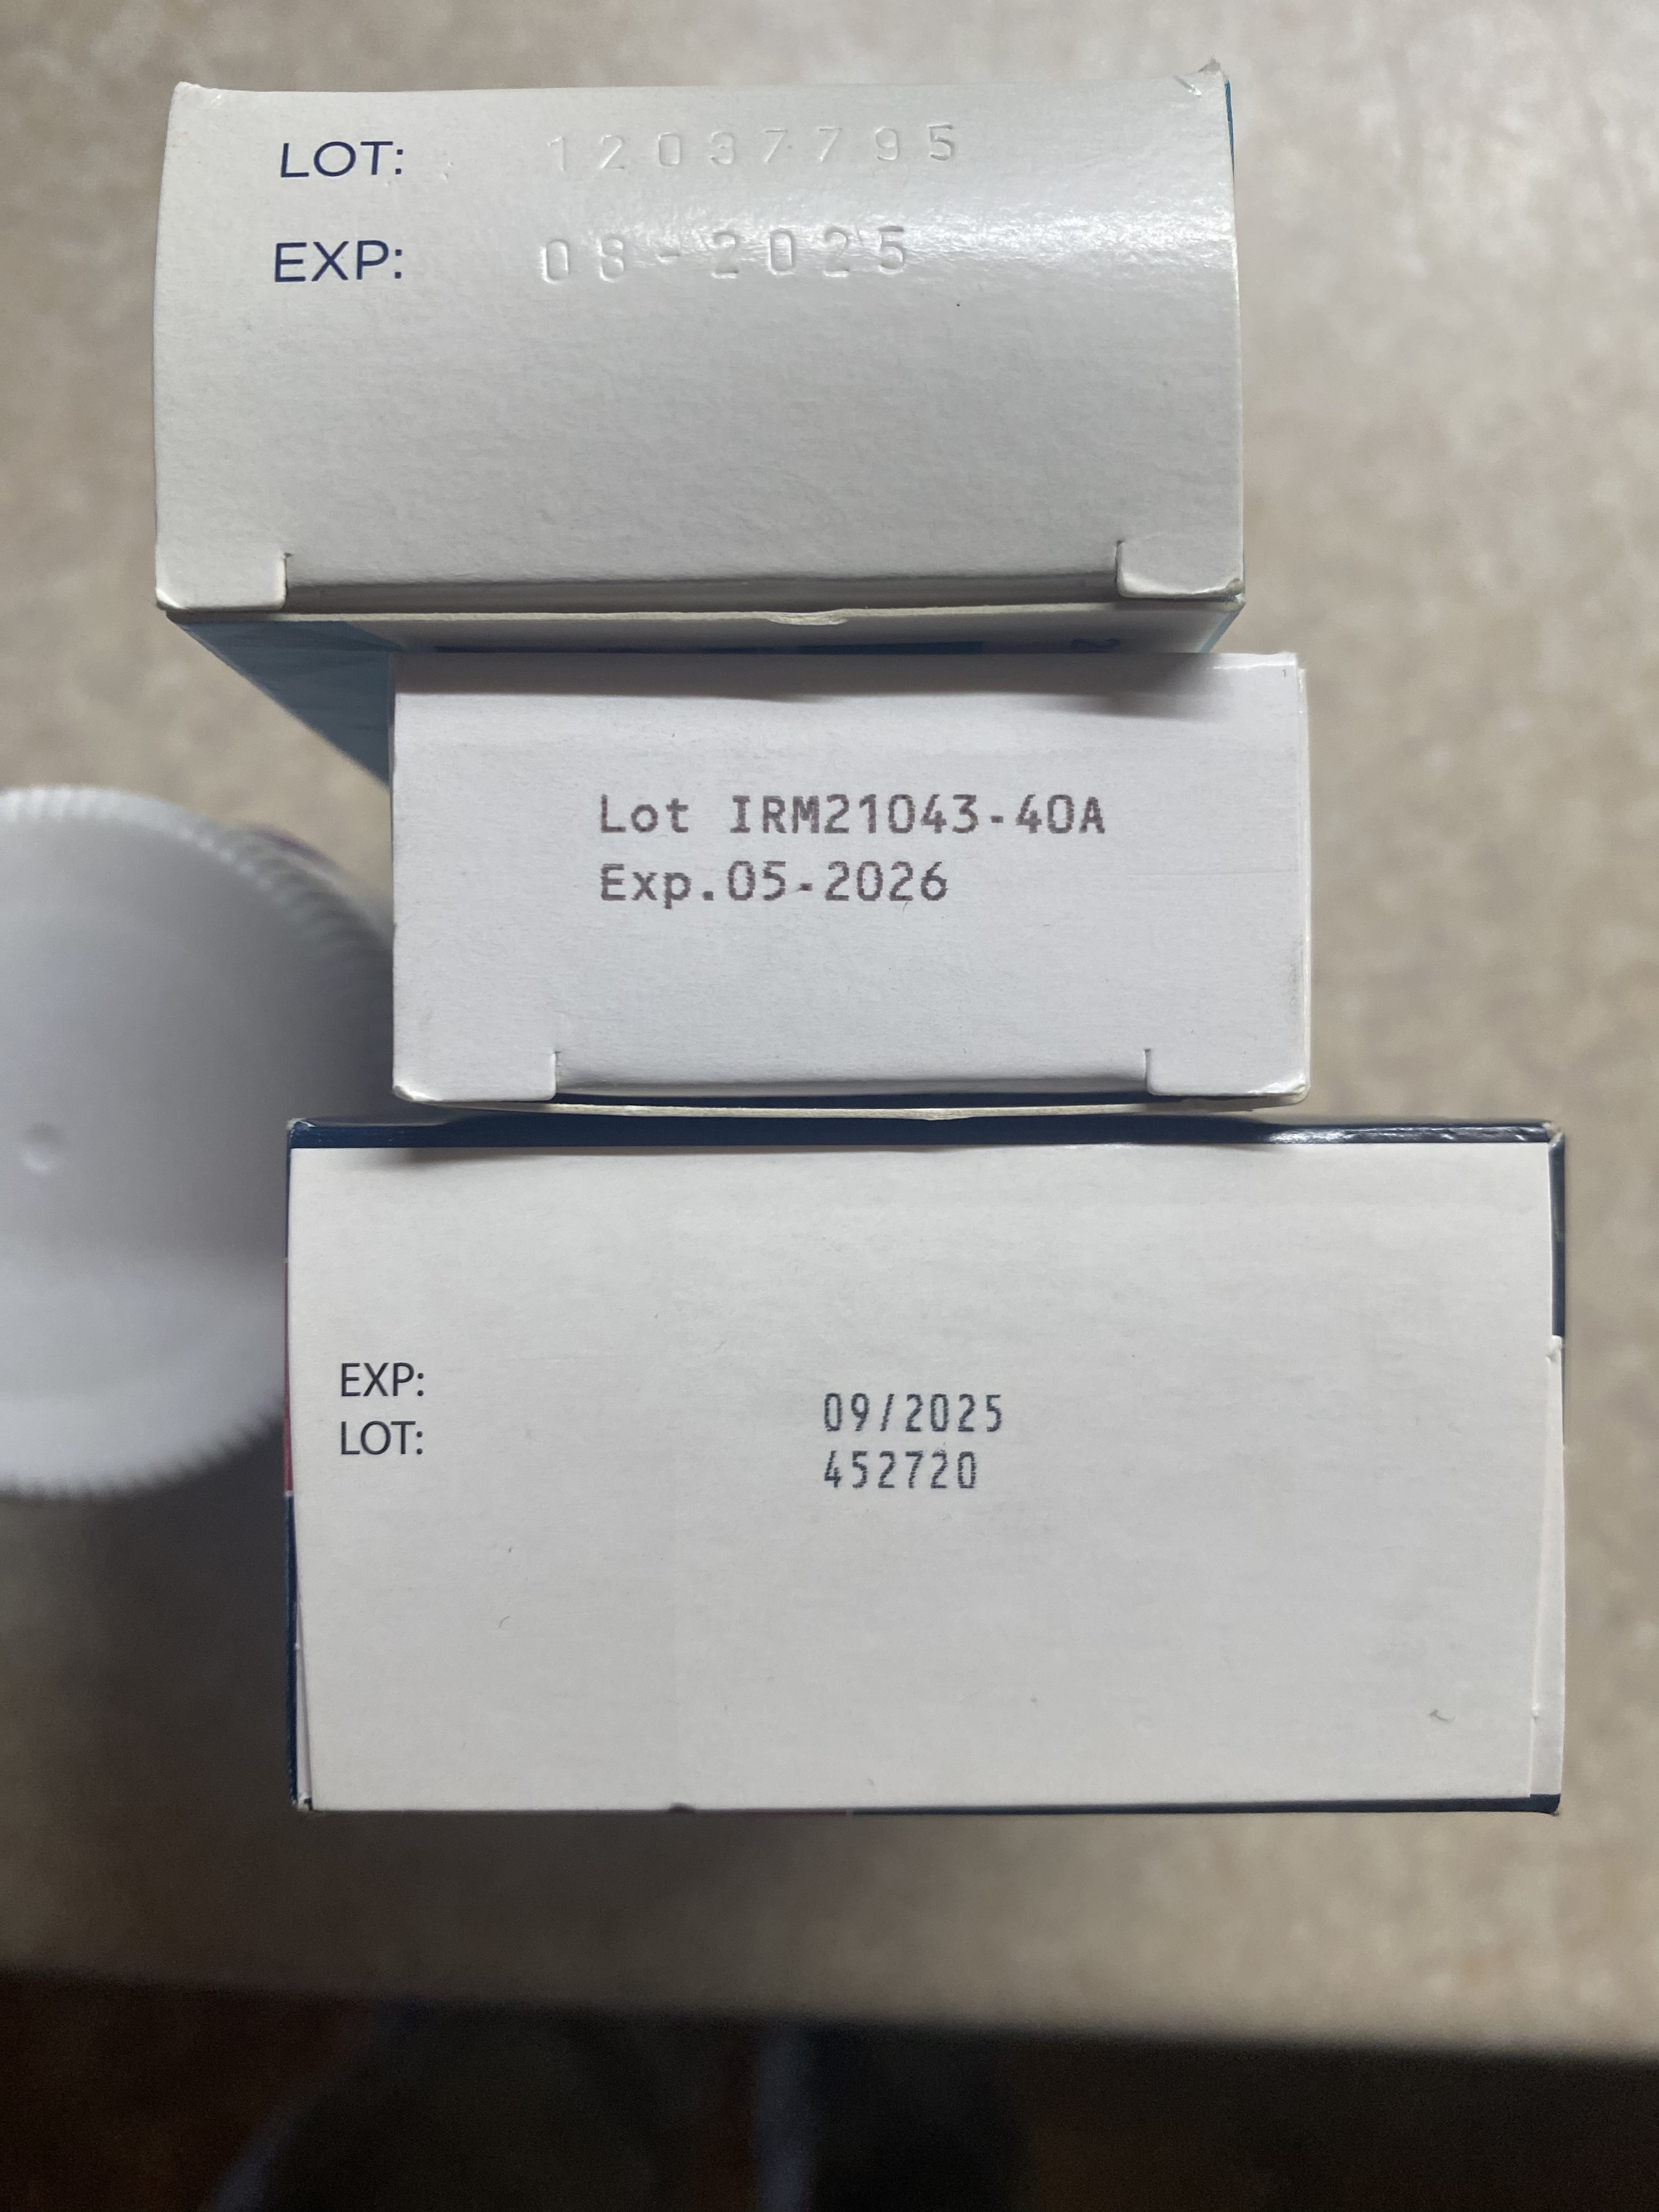 LOT: 12037795
EXP: 08-2025
Lot IRM21043-40A
Exp.05-2026
EXP: 09/2025
LOT: 452720